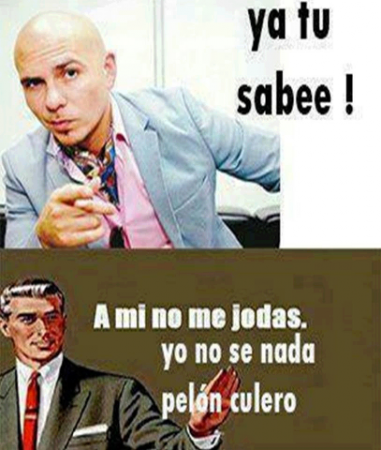 ya tu
sabee !
A mi no me jodas.
yo no se nada
pelón culero